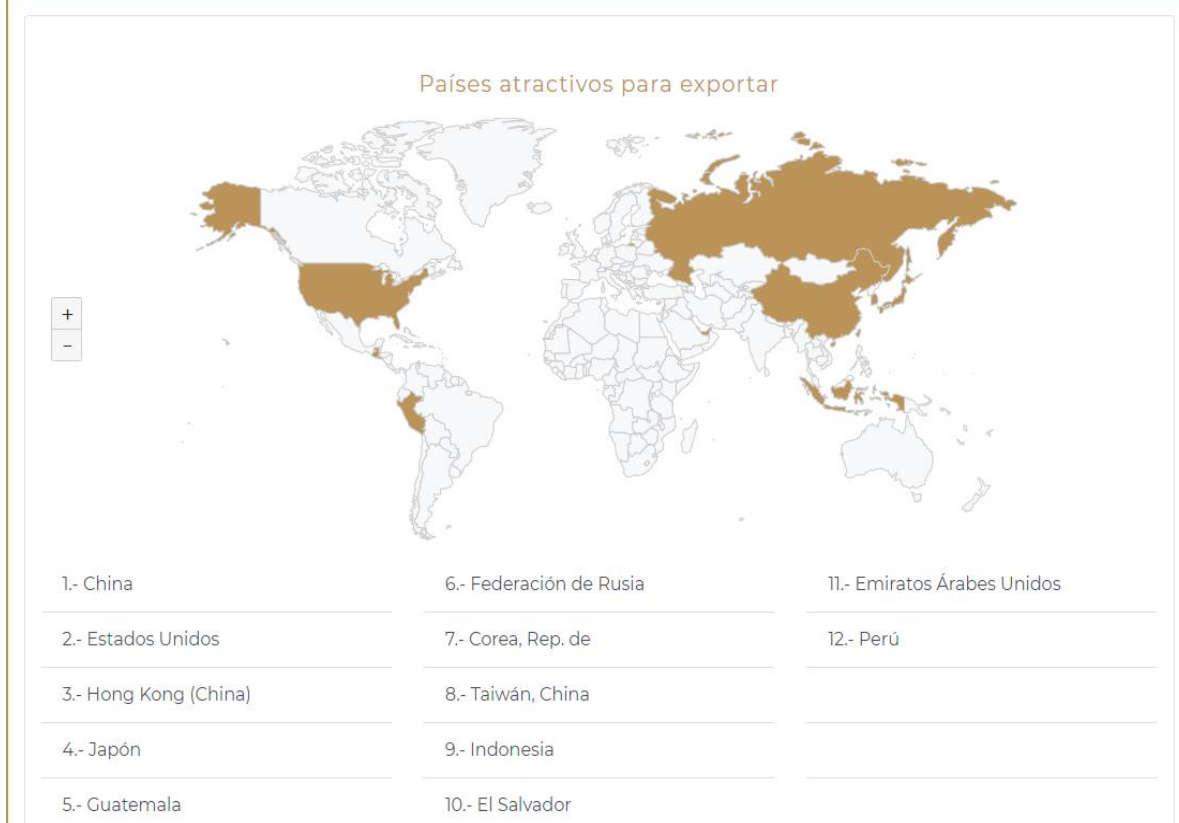 Países atractivos para exportar
+
−
1.- China
2.- Estados Unidos
3.- Hong Kong (China)
4.- Japón
5.- Guatemala
6.- Federación de Rusia
7.- Corea, Rep. de
8.- Taiwán, China
9.- Indonesia
10.- El Salvador
11.- Emiratos Árabes Unidos
12.- Perú